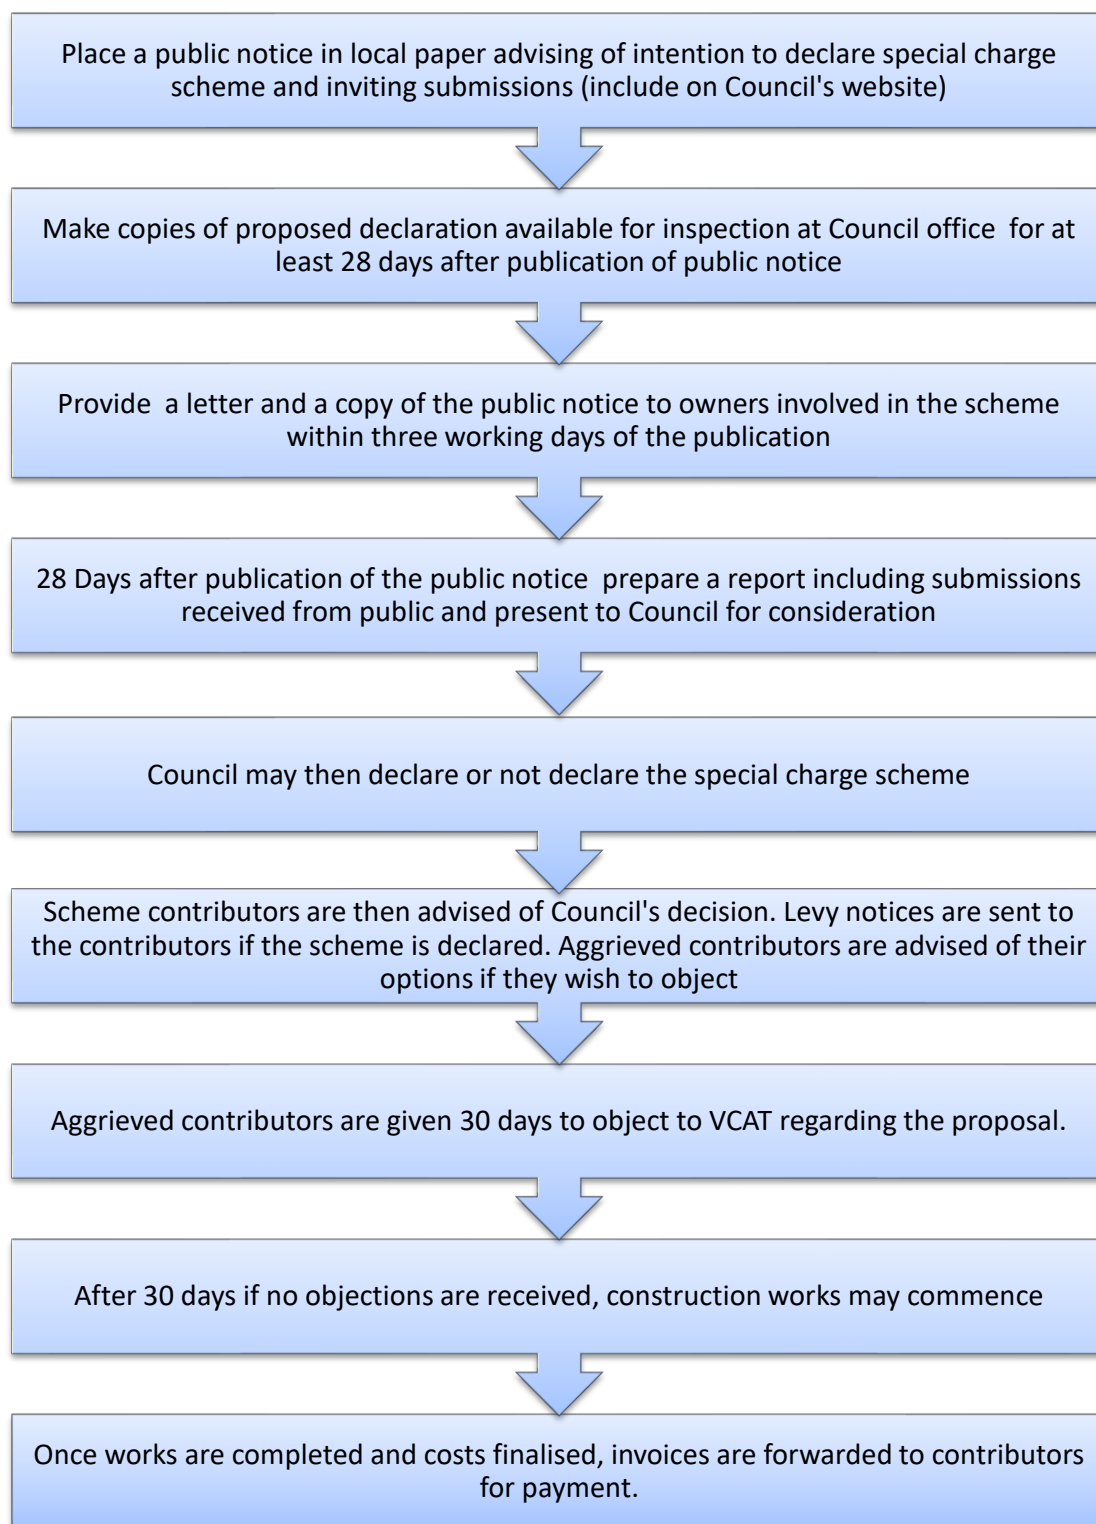 Place a public notice in local paper advising of intention to declare special charge
scheme and inviting submissions (include on Council's website)
Make copies of proposed declaration available for inspection at Council office  for at
least 28 days after publication of public notice
Provide  a letter and a copy of the public notice to owners involved in the scheme
within three working days of the publication
28 Days after publication of the public notice  prepare a report including submissions
received from public and present to Council for consideration
Council may then declare or not declare the special charge scheme
Scheme contributors are then advised of Council's decision. Levy notices are sent to
the contributors if the scheme is declared. Aggrieved contributors are advised of their
options if they wish to object
Aggrieved contributors are given 30 days to object to VCAT regarding the proposal.
After 30 days if no objections are received, construction works may commence
Once works are completed and costs finalised, invoices are forwarded to contributors
for payment.